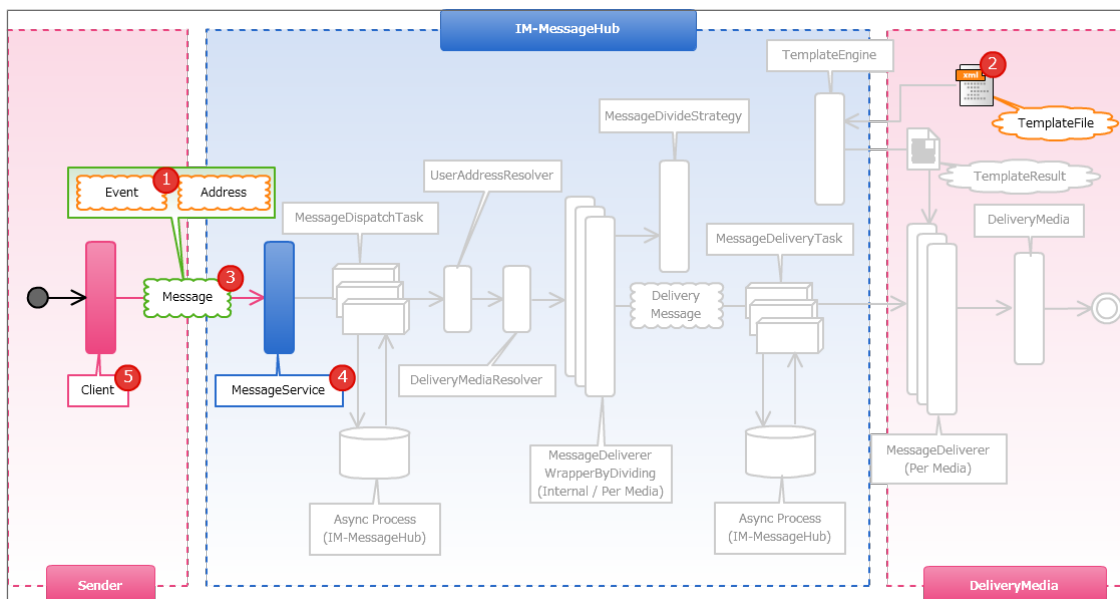 IM-MessageHub
TemplateEngine
2
xml
TemplateFile
MessageDivideStrategy
TemplateResult
1
Event
Address
UserAddressResolver
MessageDispatchTask
DeliveryMedia
MessageDeliveryTask
3
Message
Delivery
Message
Client
5
MessageService
4
DeliveryMediaResolver
MessageDeliverer
WrapperByDividing
(Internal / Per Media)
MessageDeliverer
(Per Media)
Async Process
(IM-MessageHub)
Async Process
(IM-MessageHub)
Sender
DeliveryMedia